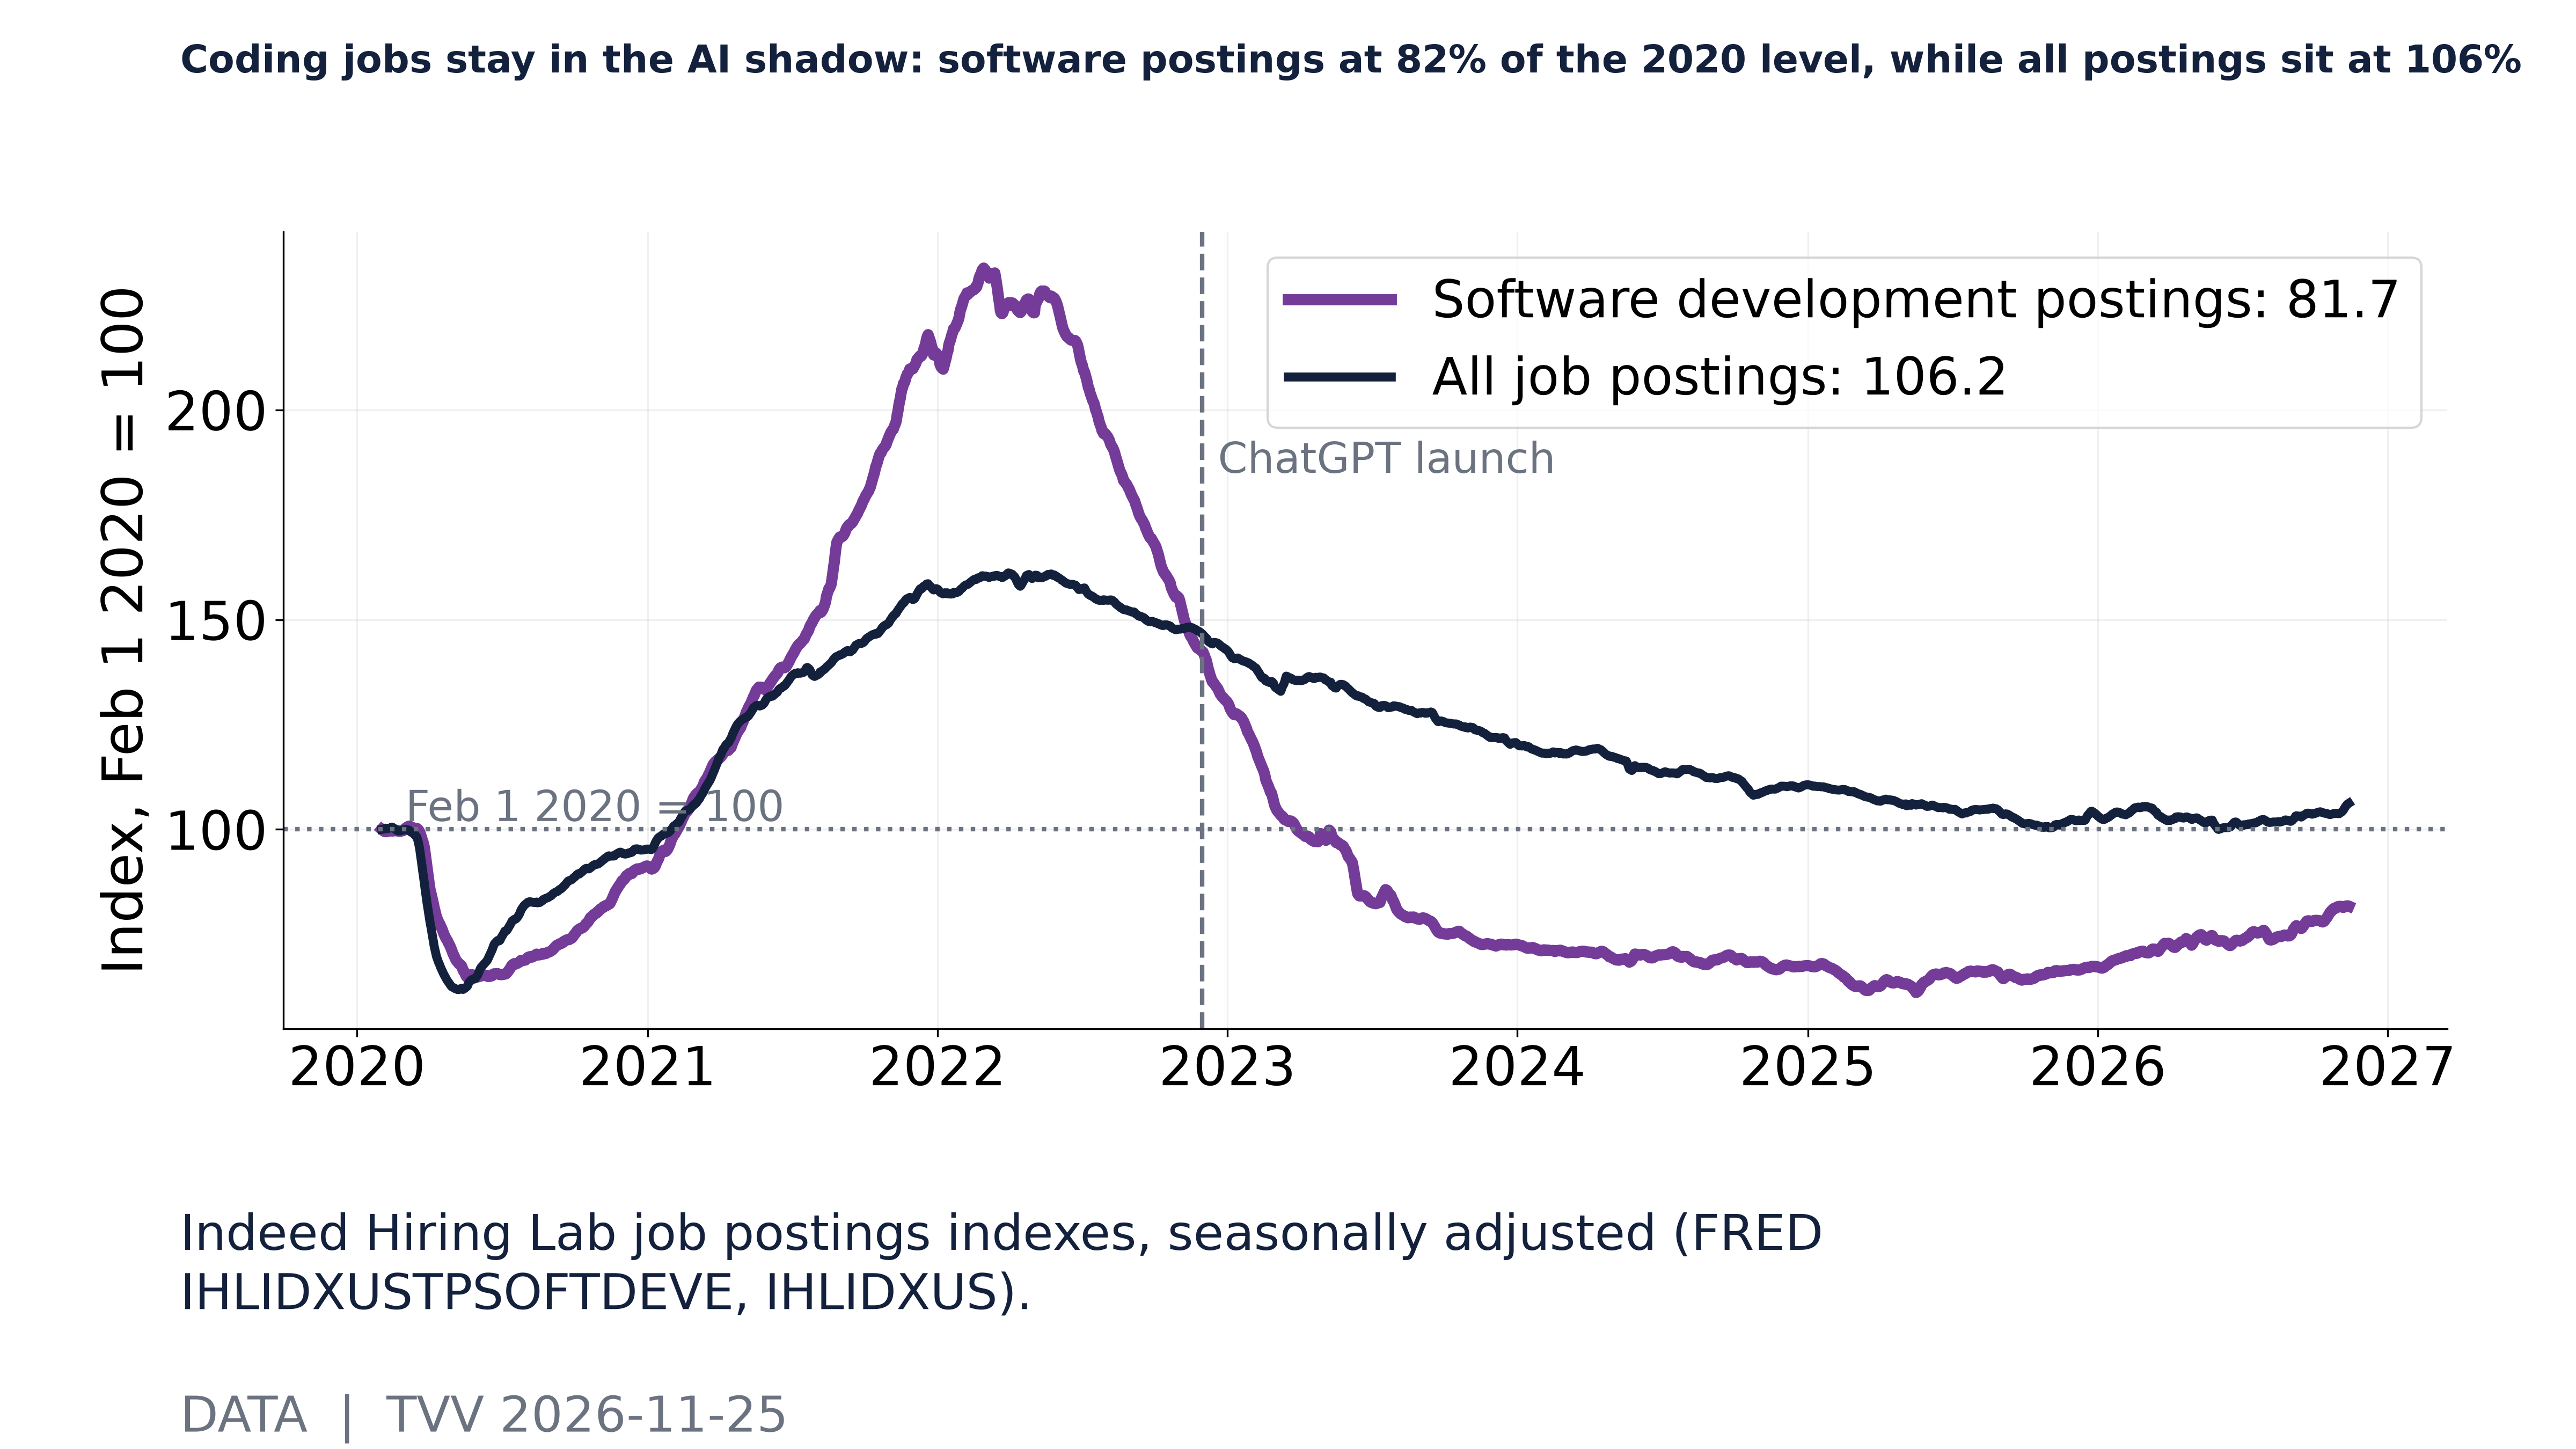 Coding jobs stay in the AI shadow: software postings at 82% of the 2020 level, while all postings sit at 106%
Index, Feb 1 2020 = 100
200
150
100
Software development postings: 81.7
All job postings: 106.2
ChatGPT launch
Feb 1 2020 = 100
2020 2021 2022 2023 2024 2025 2026 2027
Indeed Hiring Lab job postings indexes, seasonally adjusted (FRED
IHLIDXUSTPSOFTDEVE, IHLIDXUS).
DATA | TVV 2026-11-25